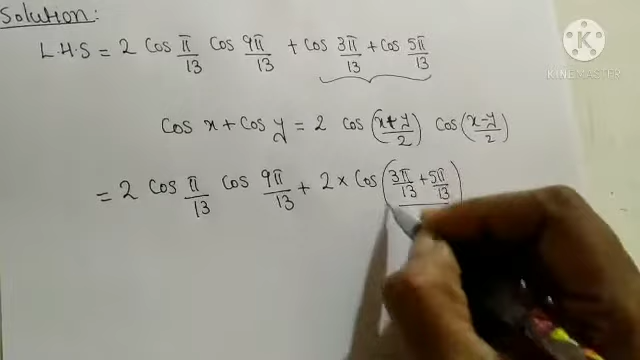 Solution:
L.H.S = 2 Cos π/13 Cos 9π/13 + Cos 3π/13 + Cos 5π/13
Cos x + Cos y = 2 Cos (x+y/2) Cos (x-y/2)
= 2 Cos π/13 Cos 9π/13 + 2 × Cos (3π/13 + 5π/13)
KINEMASTER